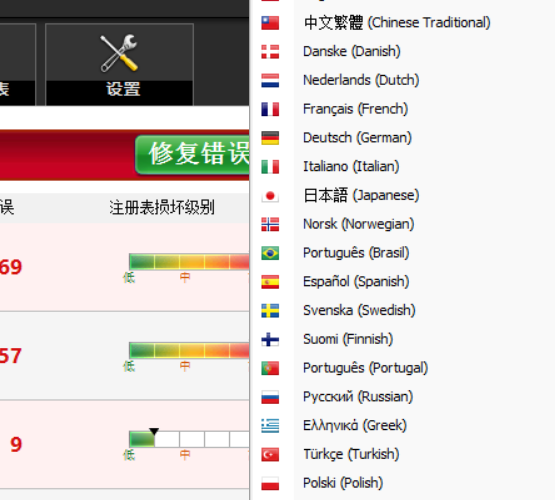 中文繁體 (Chinese Traditional)
Danske (Danish)
Nederlands (Dutch)
Français (French)
Deutsch (German)
Italiano (Italian)
日本語 (Japanese)
Norsk (Norwegian)
Português (Brasil)
Español (Spanish)
Svenska (Swedish)
Suomi (Finnish)
Português (Portugal)
Русский (Russian)
Ελληνικά (Greek)
Türkçe (Turkish)
Polski (Polish)
表
设置
修复错误
误
注册表损坏级别
69
低
中
57
低
中
9
低
中